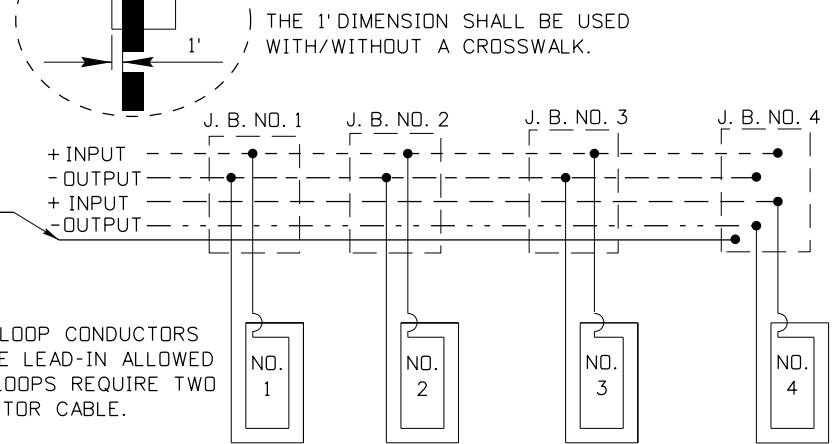 THE 1' DIMENSION SHALL BE USED
WITH/WITHOUT A CROSSWALK.
1'
J. B. NO. 1
J. B. NO. 2
J. B. NO. 3
J. B. NO. 4
+ INPUT
- OUTPUT
+ INPUT
- OUTPUT
LOOP CONDUCTORS
LEAD-IN ALLOWED
LOOPS REQUIRE TWO
CABLE.
NO.
1
NO.
2
NO.
3
NO.
4